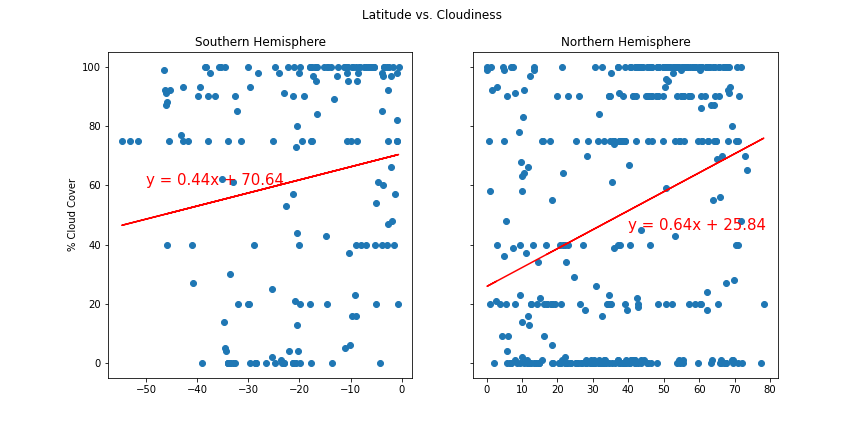 Latitude vs. Cloudiness
Southern Hemisphere
Northern Hemisphere
% Cloud Cover
100
80
60
40
20
0
y = 0.44x + 70.64
y = 0.64x + 25.84
−50 −40 −30 −20 −10 0
0 10 20 30 40 50 60 70 80